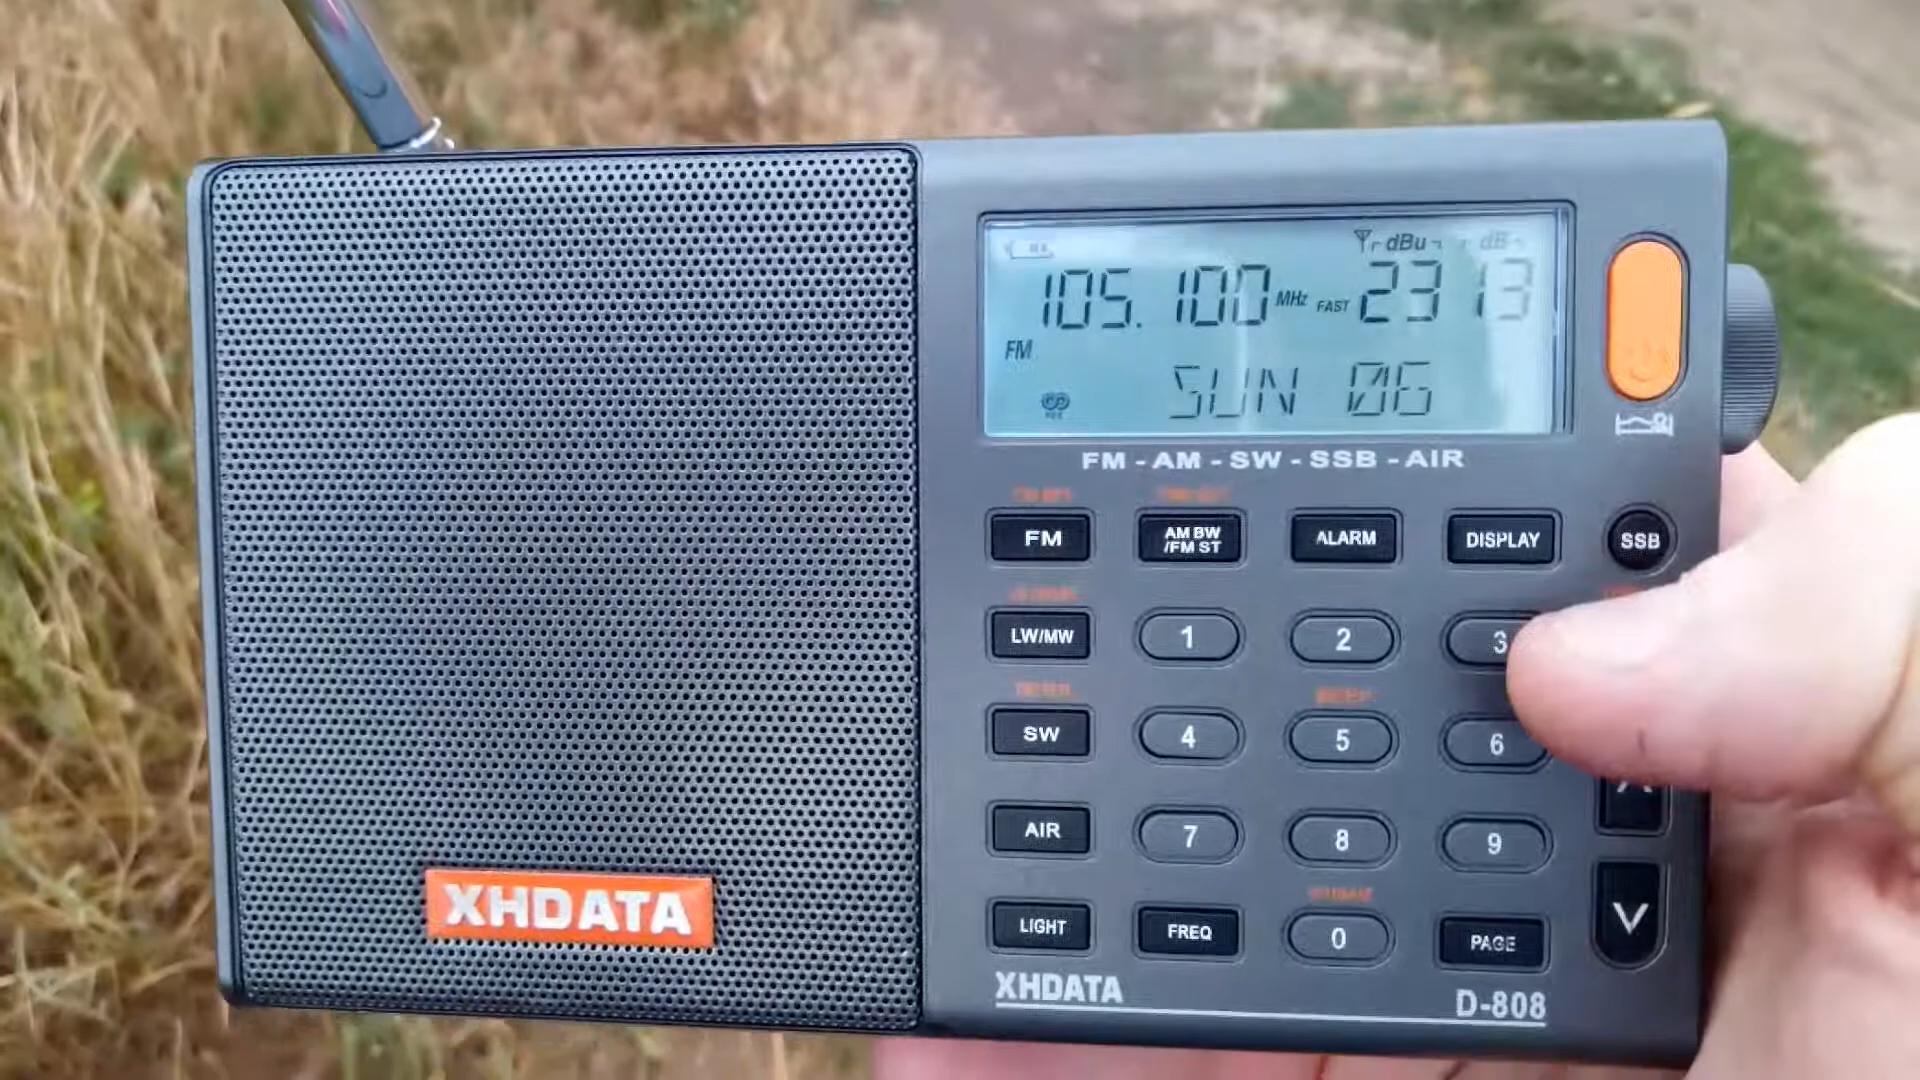 dBu dB
105.100 MHz FAST 23 13
FM
SUN 06
FM - AM - SW - SSB - AIR
FM AM BW /FM ST ALARM DISPLAY SSB
LW/MW 1 2 3
SW 4 5 6
AIR 7 8 9
LIGHT FREQ 0 PAGE
XHDATA
XHDATA D-808